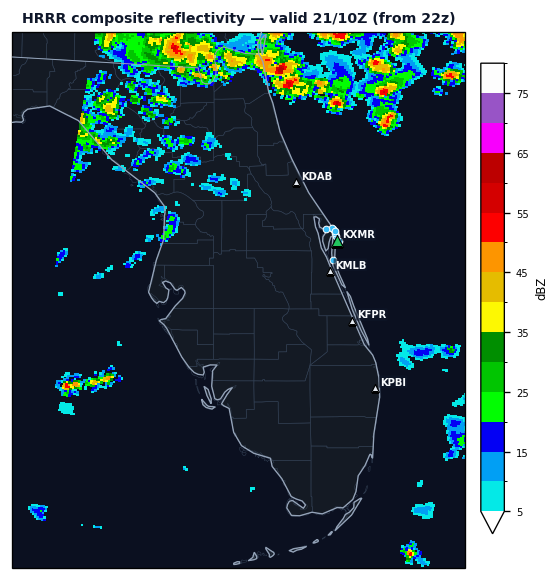 HRRR composite reflectivity — valid 21/10Z (from 22z)
KDAB
KXMR
KMLB
KFPR
KPBI
75
65
55
45
35
25
15
5
dBZ